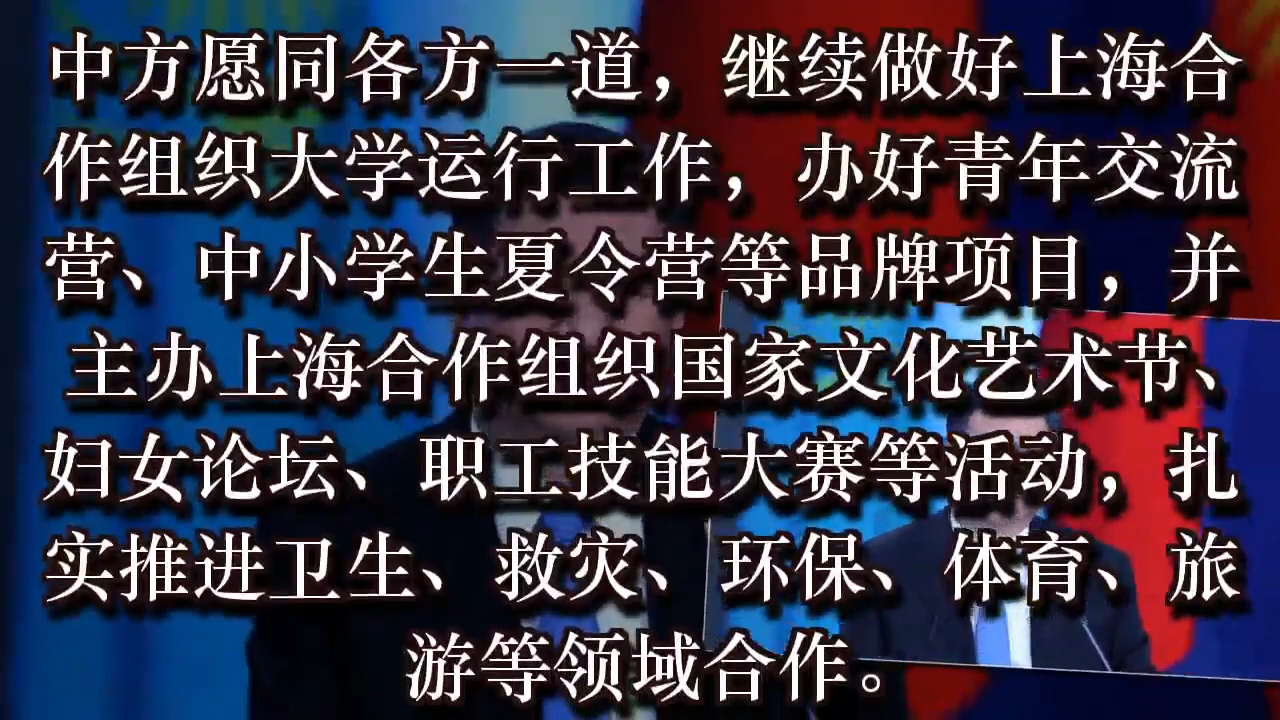 中方愿同各方一道，继续做好上海合
作组织大学运行工作，办好青年交流
营、中小学生夏令营等品牌项目，并
主办上海合作组织国家文化艺术节、
妇女论坛、职工技能大赛等活动，扎
实推进卫生、救灾、环保、体育、旅
游等领域合作。